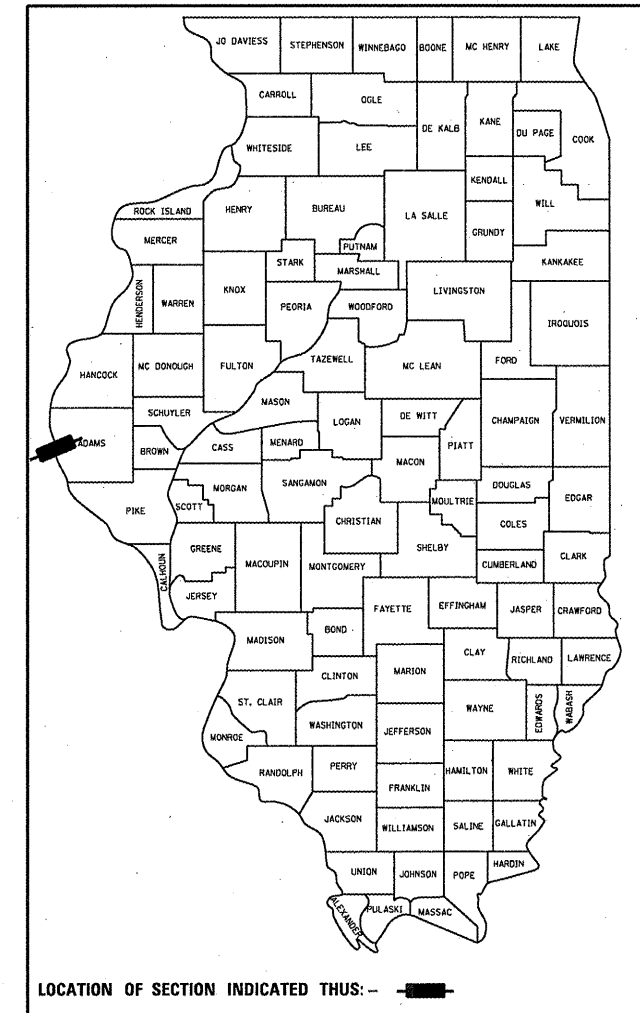 JO DAVIESS STEPHENSON WINNEBAGO BOONE MC HENRY LAKE
CARROLL OGLE DE KALB KANE DU PAGE COOK
WHITESIDE LEE
KENDALL
WILL
ROCK ISLAND HENRY BUREAU LA SALLE GRUNDY
MERCER
PUTNAM
STARK MARSHALL KANKAKEE
HENDERSON WARREN KNOX PEORIA WOODFORD LIVINGSTON
IROQUOIS
HANCOCK MC DONOUGH FULTON TAZEWELL MC LEAN FORD
MASON
SCHUYLER LOGAN DE WITT CHAMPAIGN VERMILION
ADAMS BROWN CASS MENARD PIATT
MACON
PIKE SCOTT MORGAN SANGAMON MOULTRIE DOUGLAS EDGAR
CHRISTIAN COLES
CALHOUN GREENE MACOUPIN MONTGOMERY SHELBY CUMBERLAND CLARK
JERSEY FAYETTE EFFINGHAM JASPER CRAWFORD
MADISON BOND
CLAY RICHLAND LAWRENCE
CLINTON MARION
ST. CLAIR WAYNE EDWARDS WABASH
WASHINGTON JEFFERSON
MONROE
RANDOLPH PERRY HAMILTON WHITE
FRANKLIN
JACKSON WILLIAMSON SALINE GALLATIN
UNION JOHNSON POPE HARDIN
ALEXANDER PULASKI MASSAC
LOCATION OF SECTION INDICATED THUS: –